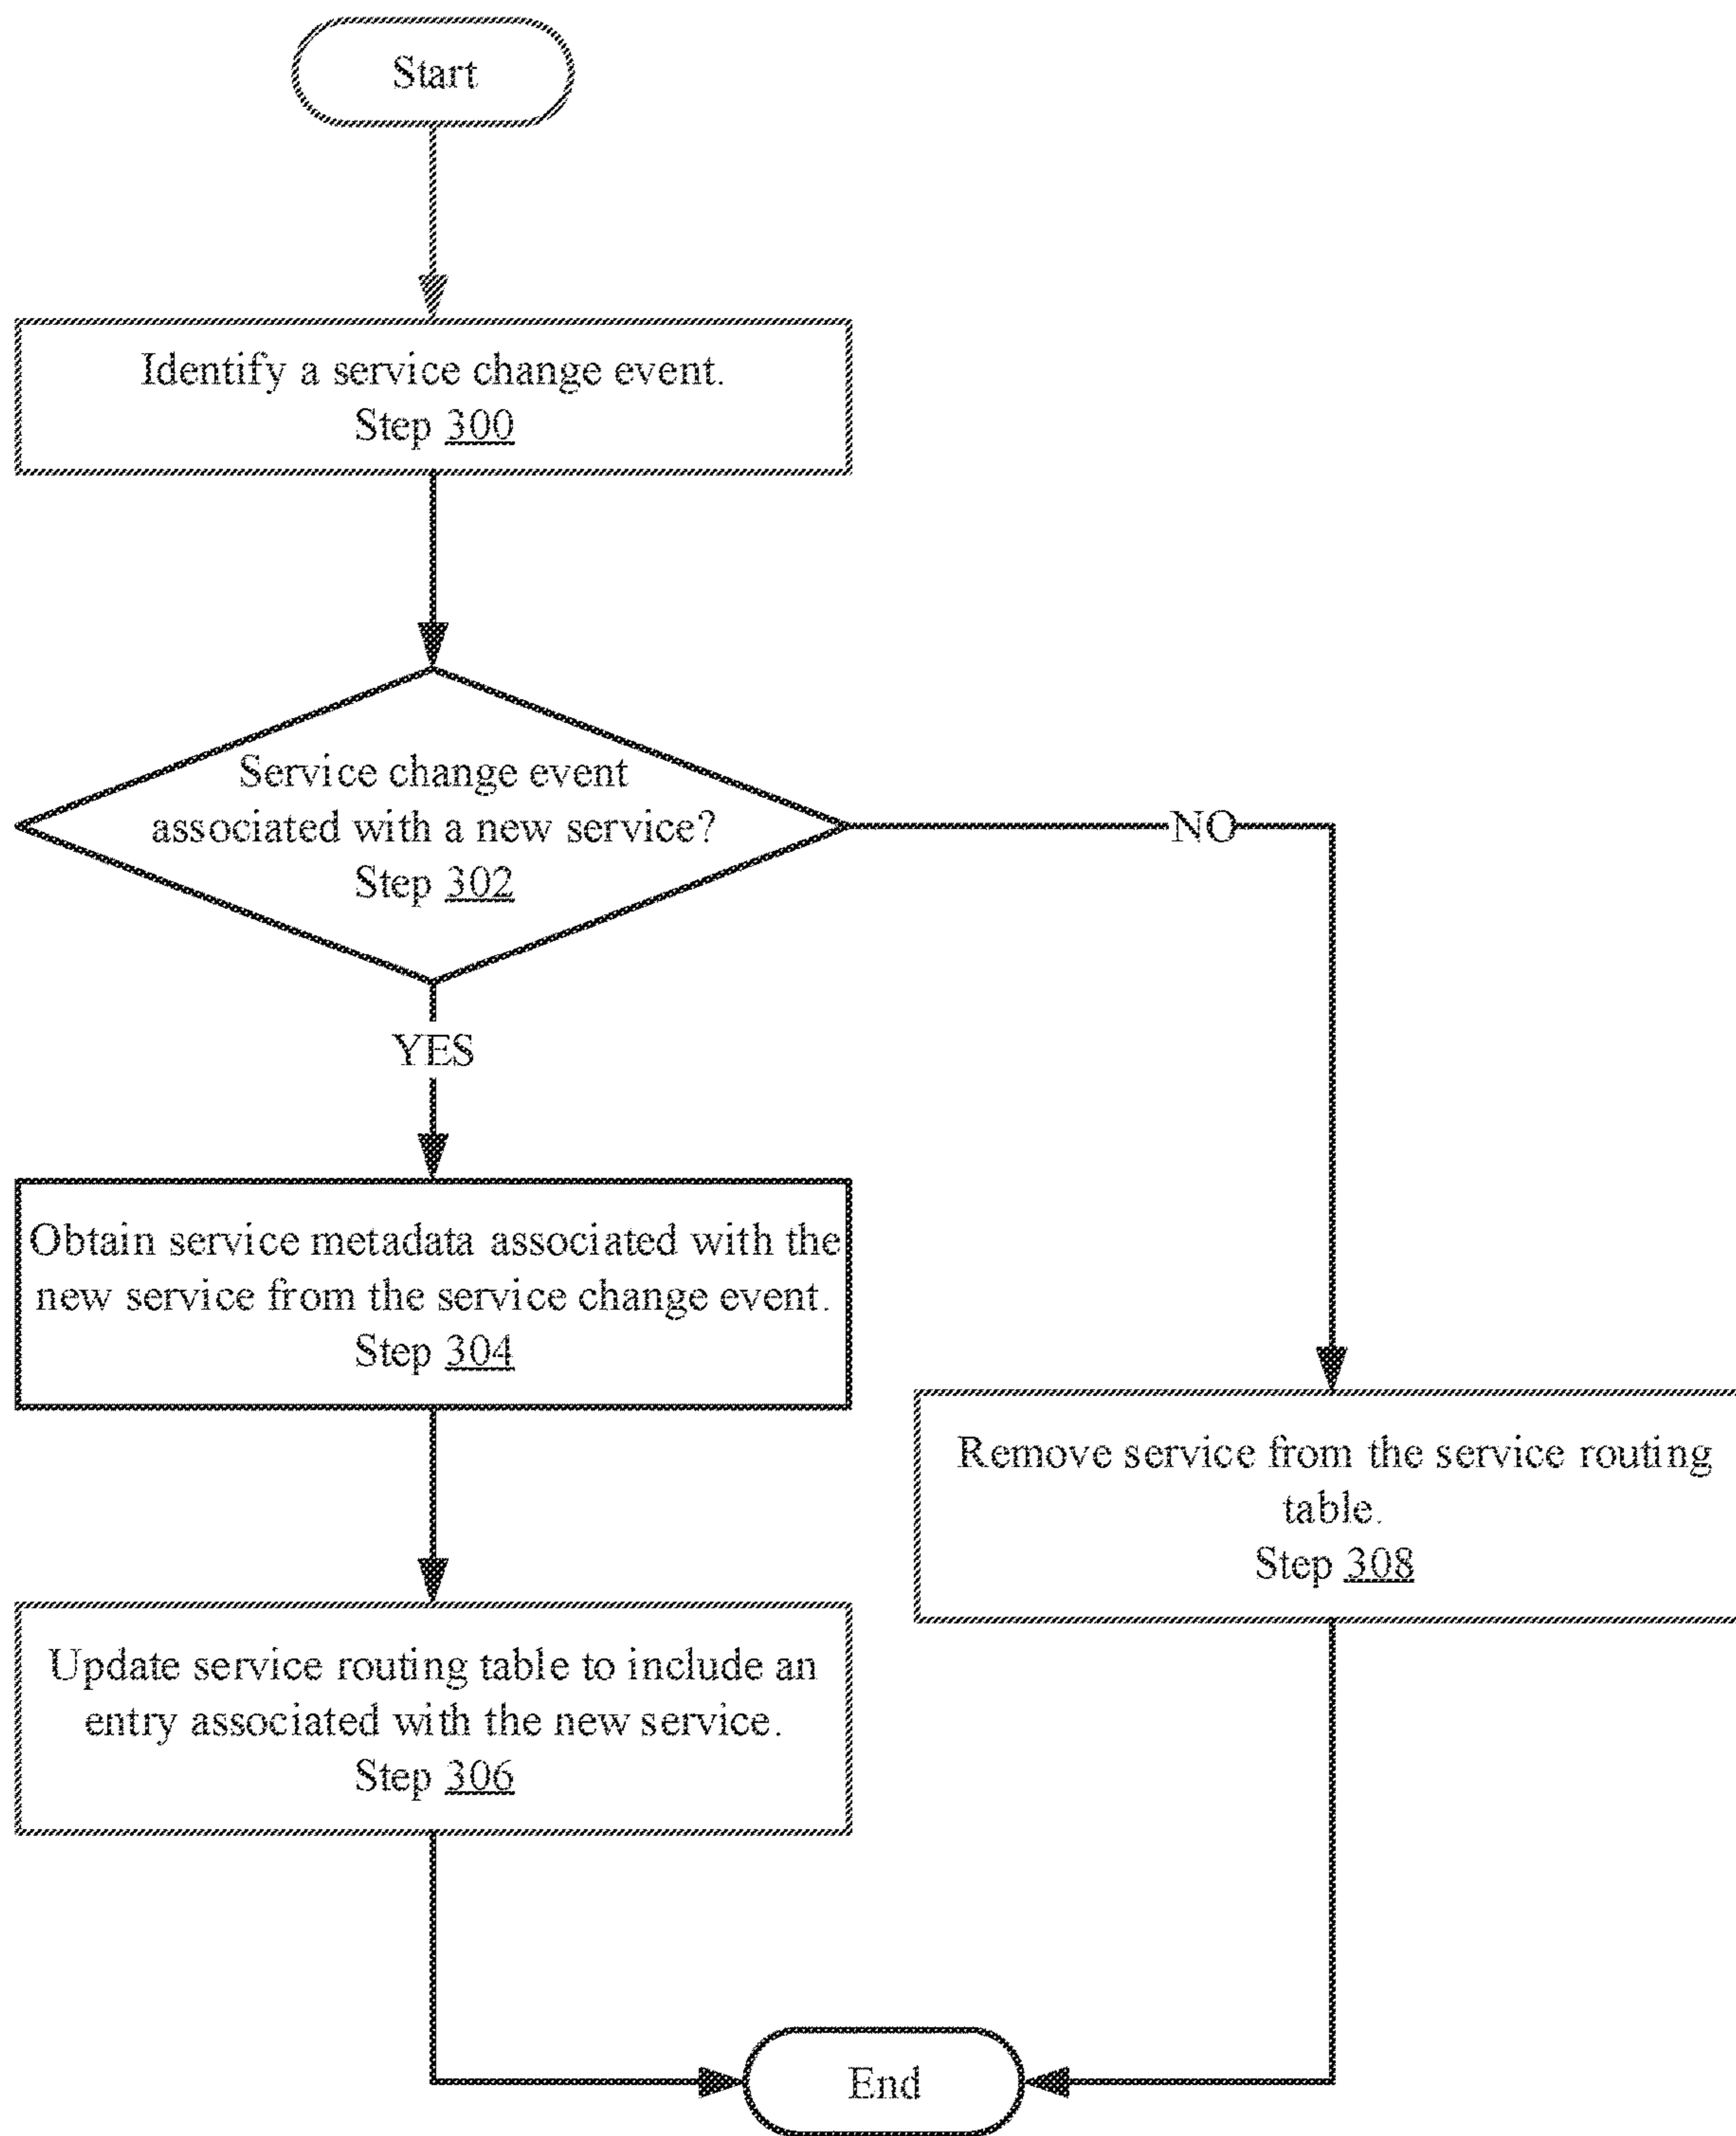 Start
Identify a service change event.
Step 300
Service change event
associated with a new service?
Step 302
NO
YES
Obtain service metadata associated with the
new service from the service change event.
Step 304
Remove service from the service routing
table.
Step 308
Update service routing table to include an
entry associated with the new service.
Step 306
End